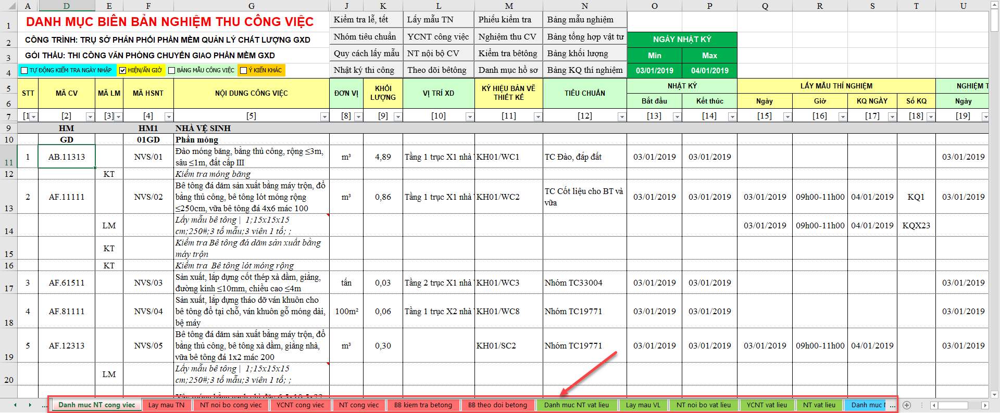 A D E F G J K L M N O P Q R S T U
1 DANH MỤC BIÊN BẢN NGHIỆM THU CÔNG VIỆC Kiểm tra lễ, tết Lấy mẫu TN Phiếu kiểm tra Bảng mẫu nghiệm
2 CÔNG TRÌNH: TRỤ SỞ PHÂN PHỐI PHẦN MỀM QUẢN LÝ CHẤT LƯỢNG GXD Nhóm tiêu chuẩn YCNT công việc Nghiệm thu CV Bảng tổng hợp vật tư NGÀY NHẬT KÝ
3 GÓI THẦU: THI CÔNG VĂN PHÒNG CHUYỂN GIAO PHẦN MỀM GXD Quy cách lấy mẫu NT nội bộ CV Kiểm tra bêtông Bảng khối lượng Min Max
4 TỰ ĐỘNG KIỂM TRA NGÀY NHẬP HIỆN/ẨN GIỜ BẢNG MẪU CÔNG VIỆC Ý KIẾN KHÁC Nhật ký thi công Theo dõi bêtông Danh mục hồ sơ Bảng KQ thí nghiệm 03/01/2019 04/01/2019
5 STT MÃ CV MÃ LM MÃ HSNT NỘI DUNG CÔNG VIỆC ĐƠN VỊ KHỐI LƯỢNG VỊ TRÍ XD KÝ HIỆU BẢN VẼ THIẾT KẾ TIÊU CHUẨN NHẬT KÝ LẤY MẪU THÍ NGHIỆM NGHIỆM T
6 Bắt đầu Kết thúc Ngày Giờ KQ NGÀY Số KQ Ngày
7 [1 [2] [3] [4] [5] [8] [9] [10] [11] [12] [13] [14] [15] [16] [17] [18] [19]
9 HM HM1 NHÀ VỆ SINH
10 GD 01GD Phần móng
11 1 AB.11313 NVS/01 Đào móng băng, bằng thủ công, rộng ≤3m,
sâu ≤1m, đất cấp III m³ 4,89 Tầng 1 trục X1 nhà KH01/WC1 TC Đào, đắp đất 03/01/2019 03/01/2019 03/01/2019
12 KT Kiểm tra móng băng
13 2 AF.11111 NVS/02 Bê tông đá dăm sản xuất bằng máy trộn, đổ
bằng thủ công, bê tông lót móng rộng
≤250cm, vữa bê tông đá 4x6 mác 100 m³ 0,86 Tầng 1 trục X1 nhà KH01/WC2 TC Cốt liệu cho BT và
vữa 03/01/2019 03/01/2019 03/01/2019 09h00-11h00 04/01/2019 KQ1 03/01/2019
14 LM Lấy mẫu bê tông | 1;15x15x15
cm;250#;3 tổ mẫu;3 viên 1 tổ; ; 03/01/2019 09h00-11h00 04/01/2019 KQX23
15 KT Kiểm tra Bê tông đá dăm sản xuất bằng
máy trộn
16 KT Kiểm tra Bê tông lót móng rộng
17 3 AF.61511 NVS/03 Sản xuất, lắp dựng cốt thép xà dầm, giằng,
đường kính ≤10mm, chiều cao ≤4m tấn 0,03 Tầng 2 trục X1 nhà KH01/WC3 Nhóm TC33004 03/01/2019 03/01/2019 03/01/2019
18 4 AF.81111 NVS/04 Sản xuất, lắp dựng tháo dỡ ván khuôn cho
bê tông đổ tại chỗ, ván khuôn gỗ móng dài,
bệ máy 100m² 0,06 Tầng 1 trục X2 nhà KH01/WC8 Nhóm TC19771 03/01/2019 03/01/2019 03/01/2019
19 5 AF.12313 NVS/05 Bê tông đá dăm sản xuất bằng máy trộn, đổ
bằng thủ công, bê tông xà dầm, giằng nhà,
vữa bê tông đá 1x2 mác 200 m³ 0,30 KH01/SC2 Nhóm TC19771 03/01/2019 03/01/2019 03/01/2019 09h00-11h00 04/01/2019 03/01/2019
20 LM Lấy mẫu bê tông | 1;15x15x15
cm;250#;3 tổ mẫu;3 viên 1 tổ; ;
... Danh muc NT cong viec Lay mau TN NT noi bo cong viec YCNT cong viec NT cong viec BB kiem tra betong BB theo doi betong Danh muc NT vat lieu Lay mau VL NT noi bo vat lieu YCNT vat lieu NT vat lieu Danh muc ...